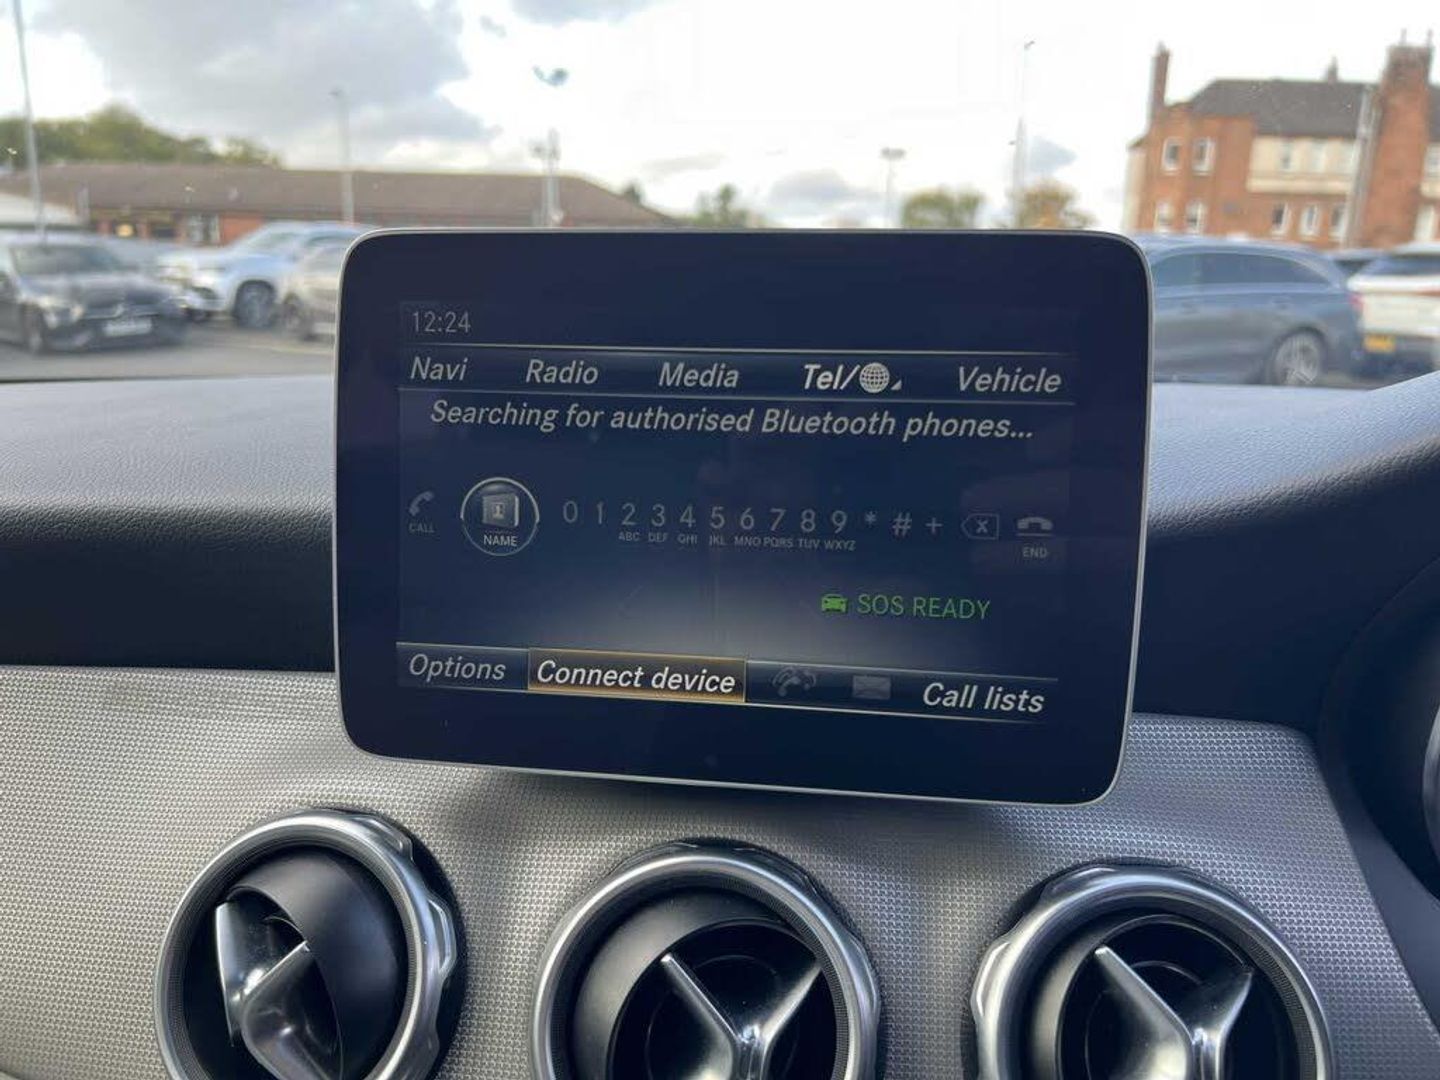 12:24
Navi Radio Media Tel/ Vehicle
Searching for authorised Bluetooth phones...
CALL NAME 0 1 2 3 4 5 6 7 8 9 * # + x END
ABC DEF GHI JKL MNO PQRS TUV WXYZ
SOS READY
Options Connect device Call lists